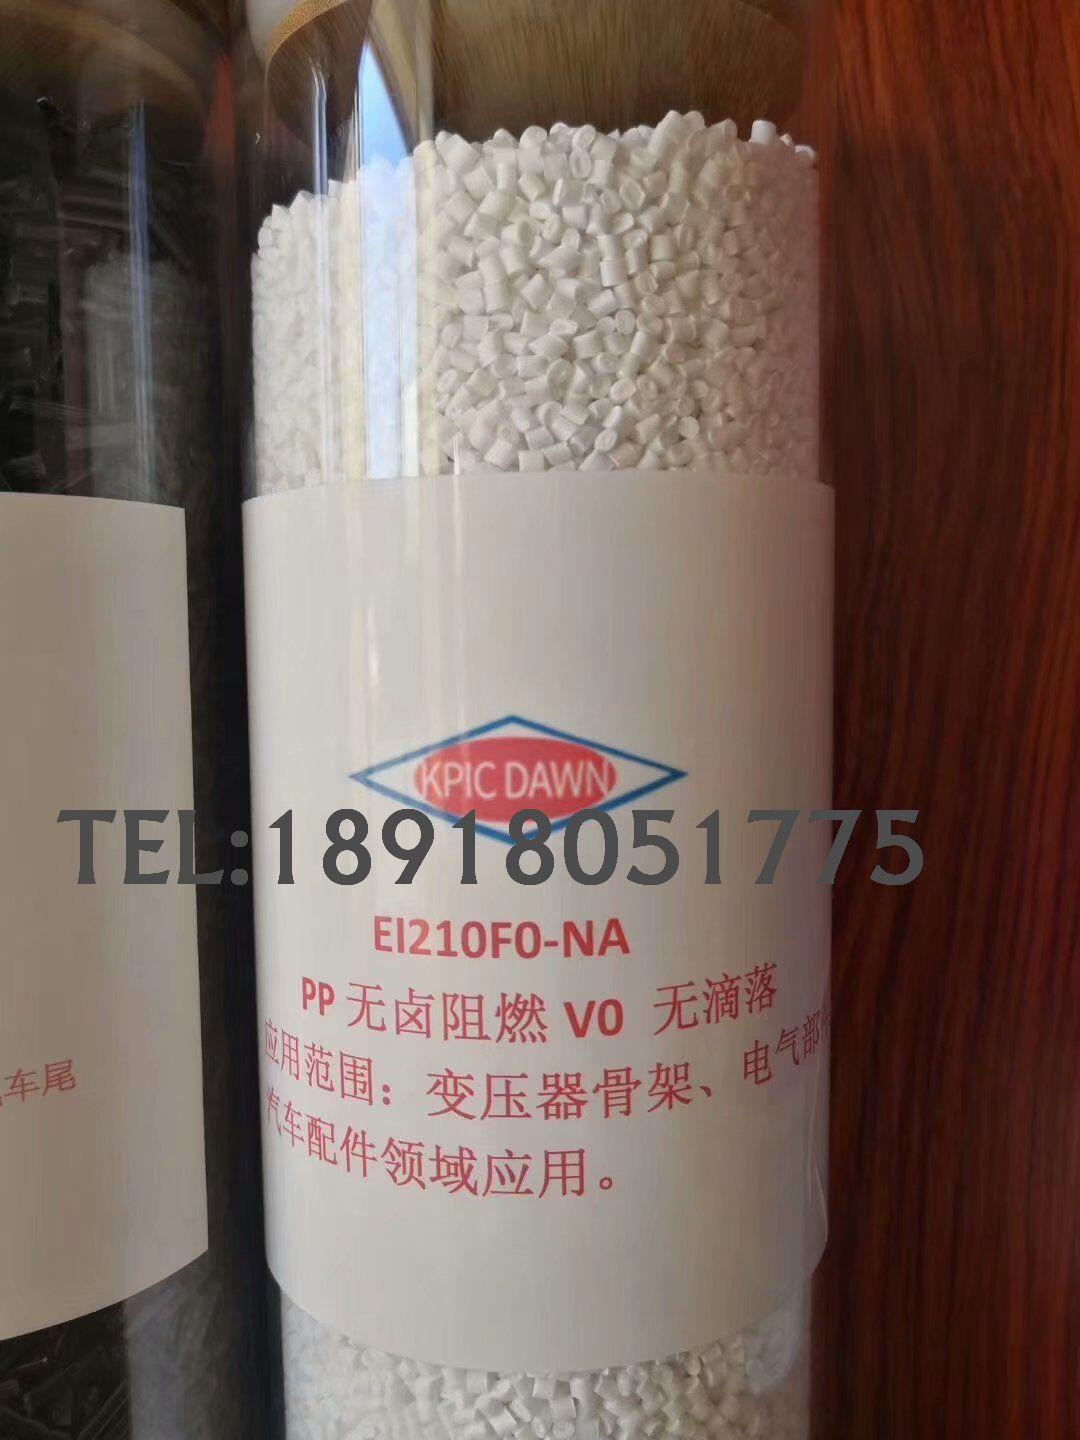 KPIC DAWN
TEL:18918051775
EI210F0-NA
PP 无卤阻燃 V0 无滴落
应用范围：变压器骨架、电气部
汽车配件领域应用。
车尾